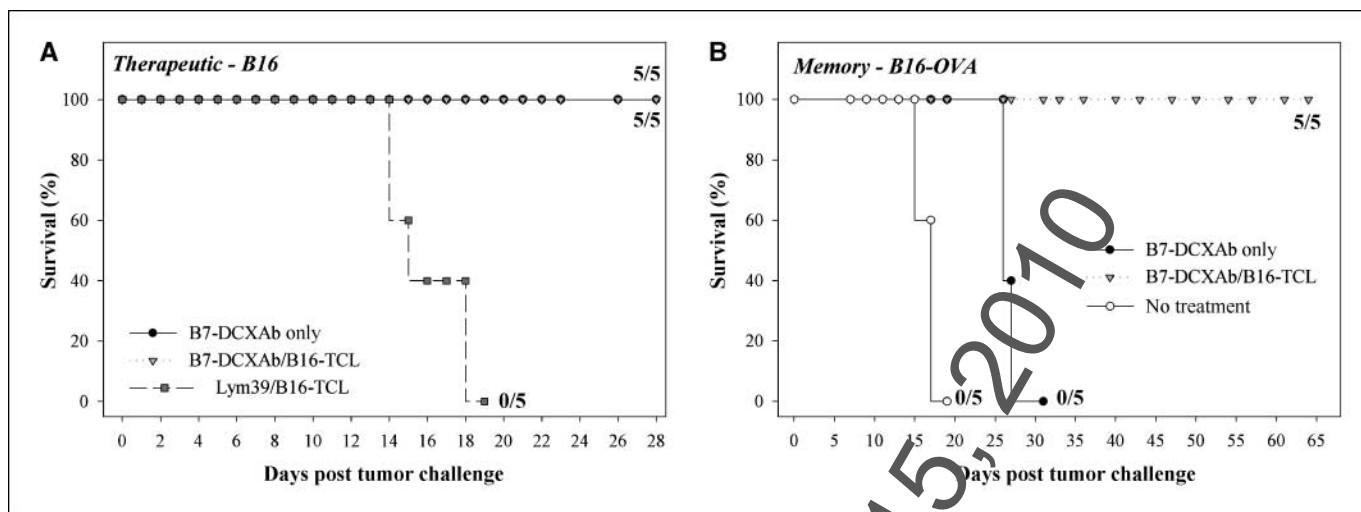 A
Therapeutic - B16
5/5
5/5
Survival (%)
100
80
60
40
20
0
B7-DCXAb only
B7-DCXAb/B16-TCL
Lym39/B16-TCL
0/5
0 2 4 6 8 10 12 14 16 18 20 22 24 26 28
Days post tumor challenge
B
Memory - B16-OVA
5/5
Survival (%)
100
80
60
40
20
0
B7-DCXAb only
B7-DCXAb/B16-TCL
No treatment
0/5
0/5
0 5 10 15 20 25 30 35 40 45 50 55 60 65
Days post tumor challenge
15, 2010